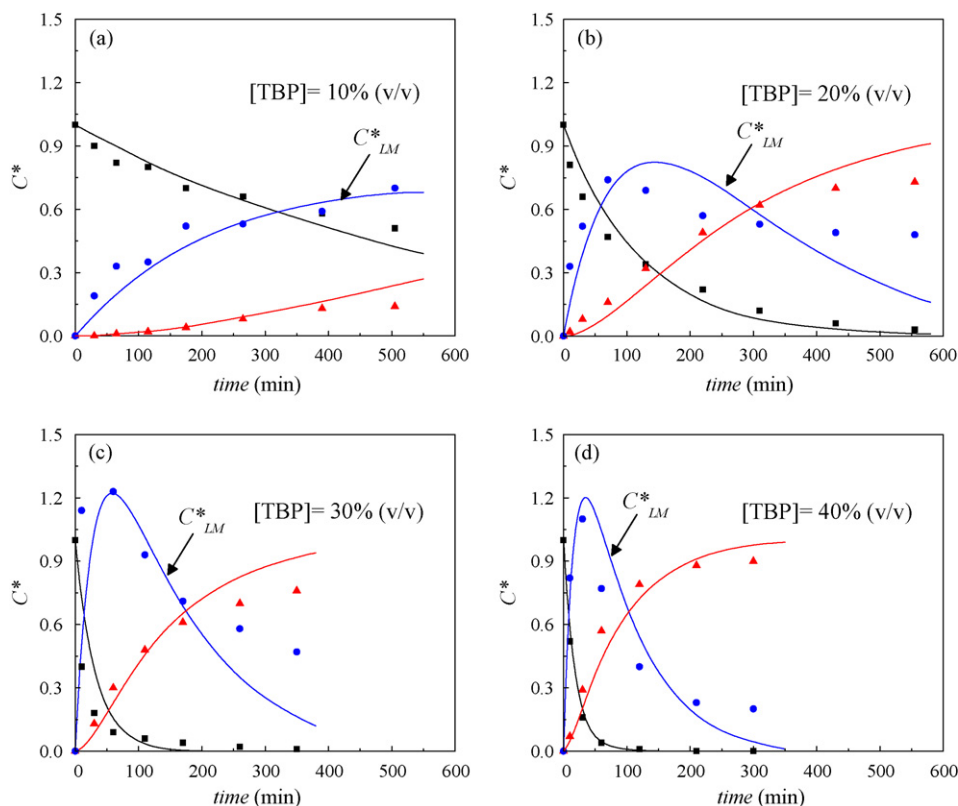 (a)
[TBP]= 10% (v/v)
C*LM
C*
1.5
1.2
0.9
0.6
0.3
0.0
0 100 200 300 400 500 600
time (min)
(b)
[TBP]= 20% (v/v)
C*LM
C*
1.5
1.2
0.9
0.6
0.3
0.0
0 100 200 300 400 500 600
time (min)
(c)
[TBP]= 30% (v/v)
C*LM
C*
1.5
1.2
0.9
0.6
0.3
0.0
0 100 200 300 400 500 600
time (min)
(d)
[TBP]= 40% (v/v)
C*LM
C*
1.5
1.2
0.9
0.6
0.3
0.0
0 100 200 300 400 500 600
time (min)